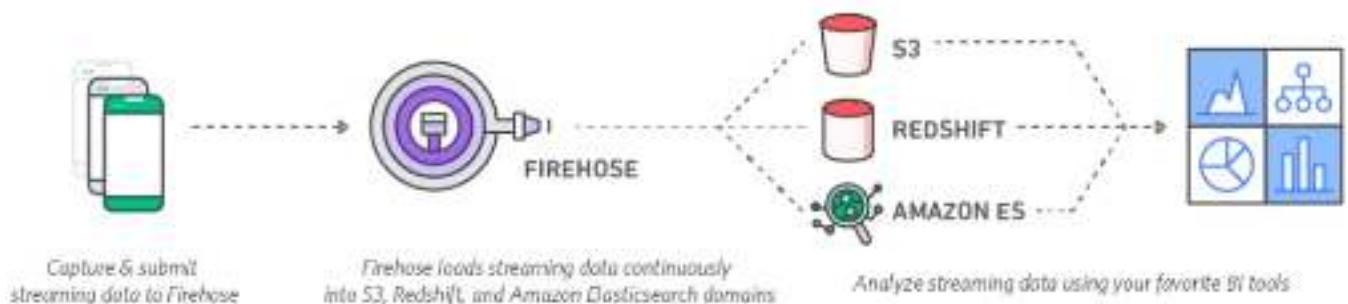 S3
FIREHOSE
REDSHIFT
AMAZON ES
Capture & submit
streaming data to Firehose
Firehose loads streaming data continuously
into S3, Redshift, and Amazon Elasticsearch domains
Analyze streaming data using your favorite BI tools